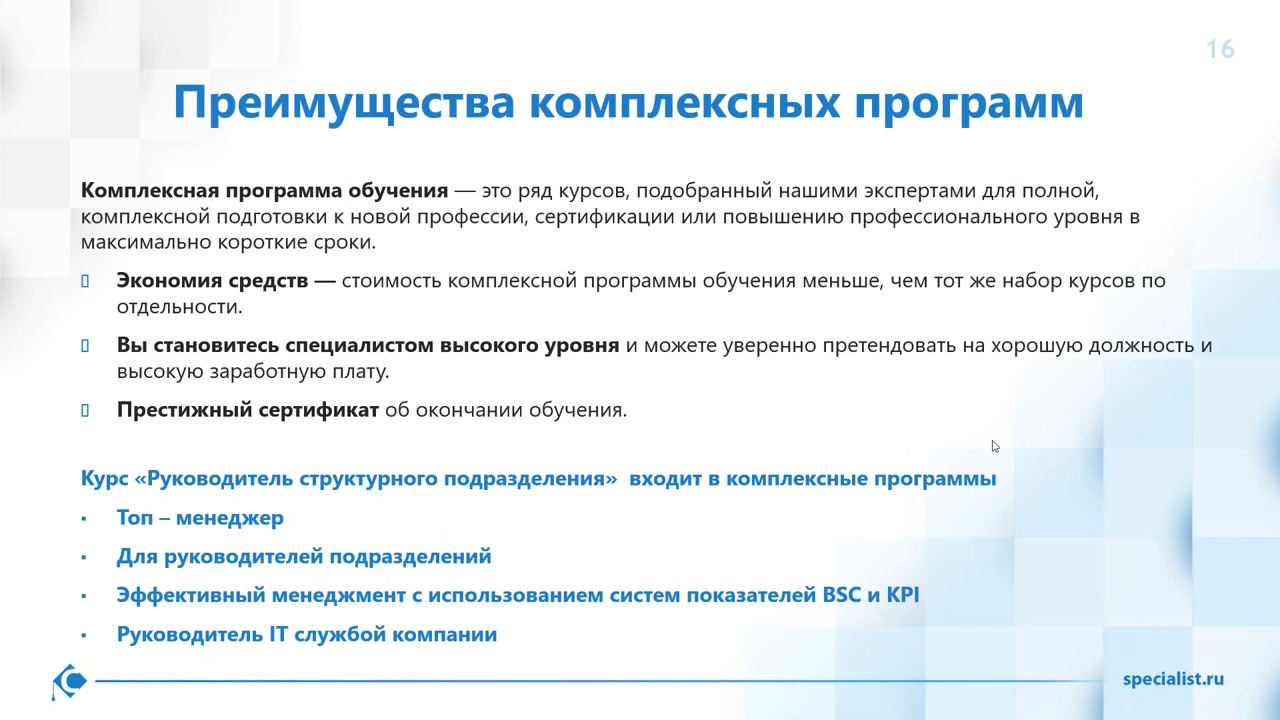 16
Преимущества комплексных программ
Комплексная программа обучения — это ряд курсов, подобранный нашими экспертами для полной,
комплексной подготовки к новой профессии, сертификации или повышению профессионального уровня в
максимально короткие сроки.
Экономия средств — стоимость комплексной программы обучения меньше, чем тот же набор курсов по
отдельности.
Вы становитесь специалистом высокого уровня и можете уверенно претендовать на хорошую должность и
высокую заработную плату.
Престижный сертификат об окончании обучения.
Курс «Руководитель структурного подразделения»  входит в комплексные программы
▪ Топ – менеджер
▪ Для руководителей подразделений
▪ Эффективный менеджмент с использованием систем показателей BSC и KPI
▪ Руководитель IT службой компании
specialist.ru